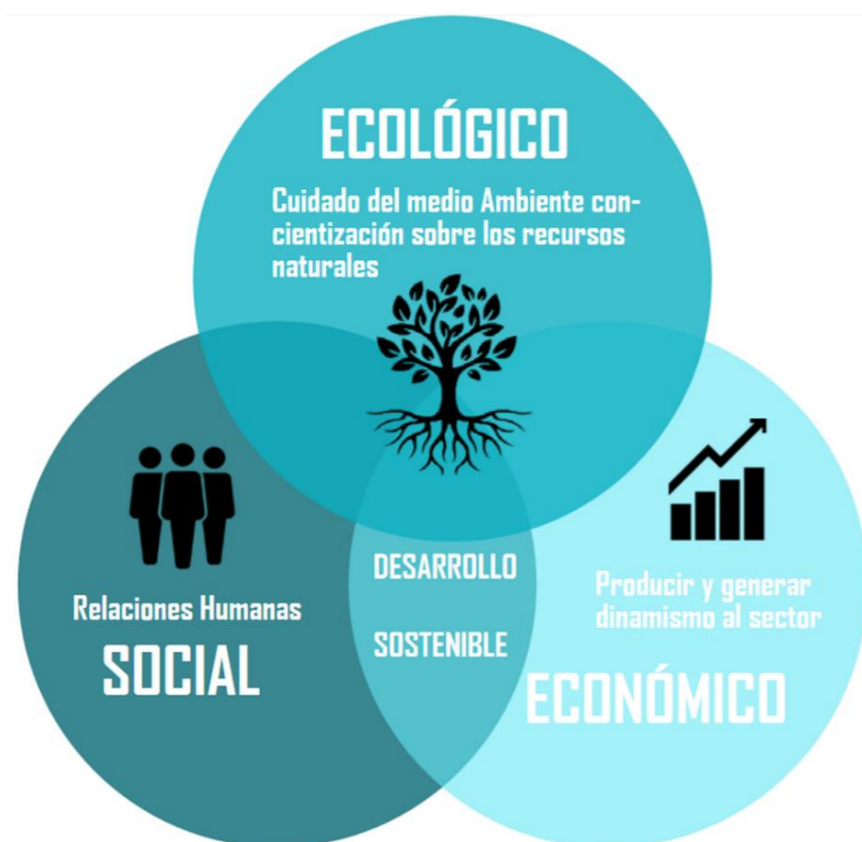 ECOLÓGICO
Cuidado del medio Ambiente con-
cientización sobre los recursos
naturales
Relaciones Humanas
SOCIAL
DESARROLLO
SOSTENIBLE
Producir y generar
dinamismo al sector
ECONÓMICO